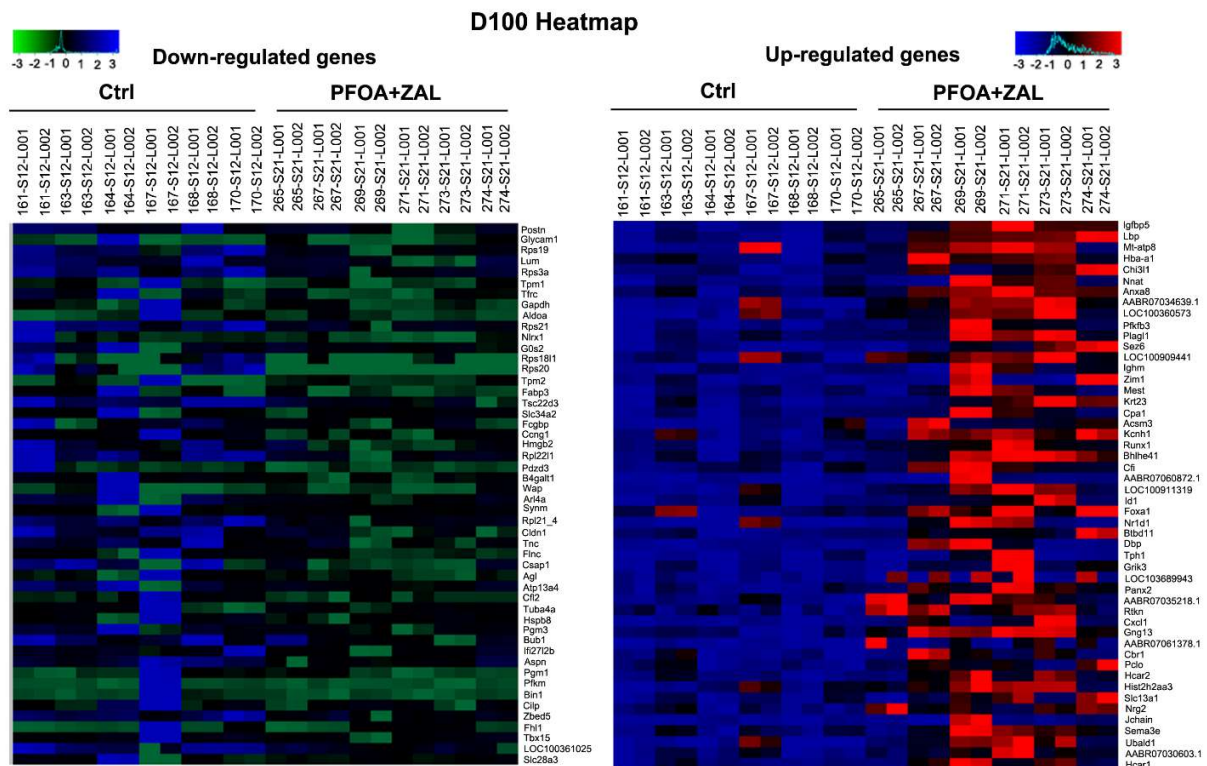 D100 Heatmap
-3 -2 -1 0 1 2 3
Down-regulated genes
Up-regulated genes
-3 -2 -1 0 1 2 3
Ctrl
PFOA+ZAL
Ctrl
PFOA+ZAL
161-S12-L001
161-S12-L002
163-S12-L001
163-S12-L002
164-S12-L001
164-S12-L002
167-S12-L001
167-S12-L002
168-S12-L001
168-S12-L002
170-S12-L001
170-S12-L002
265-S21-L001
265-S21-L002
267-S21-L001
267-S21-L002
269-S21-L001
269-S21-L002
271-S21-L001
271-S21-L002
273-S21-L001
273-S21-L002
274-S21-L001
274-S21-L002
161-S12-L001
161-S12-L002
163-S12-L001
163-S12-L002
164-S12-L001
164-S12-L002
167-S12-L001
167-S12-L002
168-S12-L001
168-S12-L002
170-S12-L001
170-S12-L002
265-S21-L001
265-S21-L002
267-S21-L001
267-S21-L002
269-S21-L001
269-S21-L002
271-S21-L001
271-S21-L002
273-S21-L001
273-S21-L002
274-S21-L001
274-S21-L002
Postn
Glycam1
Rps19
Lum
Rps3a
Tpm1
Tfrc
Gapdh
Aldoa
Rps21
Nlrx1
G0s2
Rps18l1
Rps20
Tpm2
Fabp3
Tsc22d3
Slc34a2
Fcgbp
Ccng1
Hmgb2
Rpl22l1
Pdzd3
B4galt1
Wap
Arl4a
Synm
Rpl21_4
Cldn1
Tnc
Flnc
Csap1
Agl
Atp13a4
Cfl2
Tuba4a
Hspb8
Pgm3
Bub1
Ifi27l2b
Aspn
Pgm1
Pfkm
Bin1
Cilp
Zbed5
Fhl1
Tbx15
LOC100361025
Slc28a3
Igfbp5
Lbp
Mt-atp8
Hba-a1
Chi3l1
Nnat
Anxa8
AABR07034639.1
LOC100360573
Pfkfb3
Plagl1
Sez6
LOC100909441
Ighm
Zim1
Mest
Krt23
Cpa1
Acsm3
Kcnh1
Runx1
Bhlhe41
Cfi
AABR07060872.1
LOC100911319
Id1
Foxa1
Nr1d1
Btbd11
Dbp
Tph1
Grik3
LOC103689943
Panx2
AABR07035218.1
Rtkn
Cxcl1
Gng13
AABR07061378.1
Cbr1
Pclo
Hcar2
Hist2h2aa3
Slc13a1
Nrg2
Jchain
Sema3e
Ubald1
AABR07030603.1
Hcar1